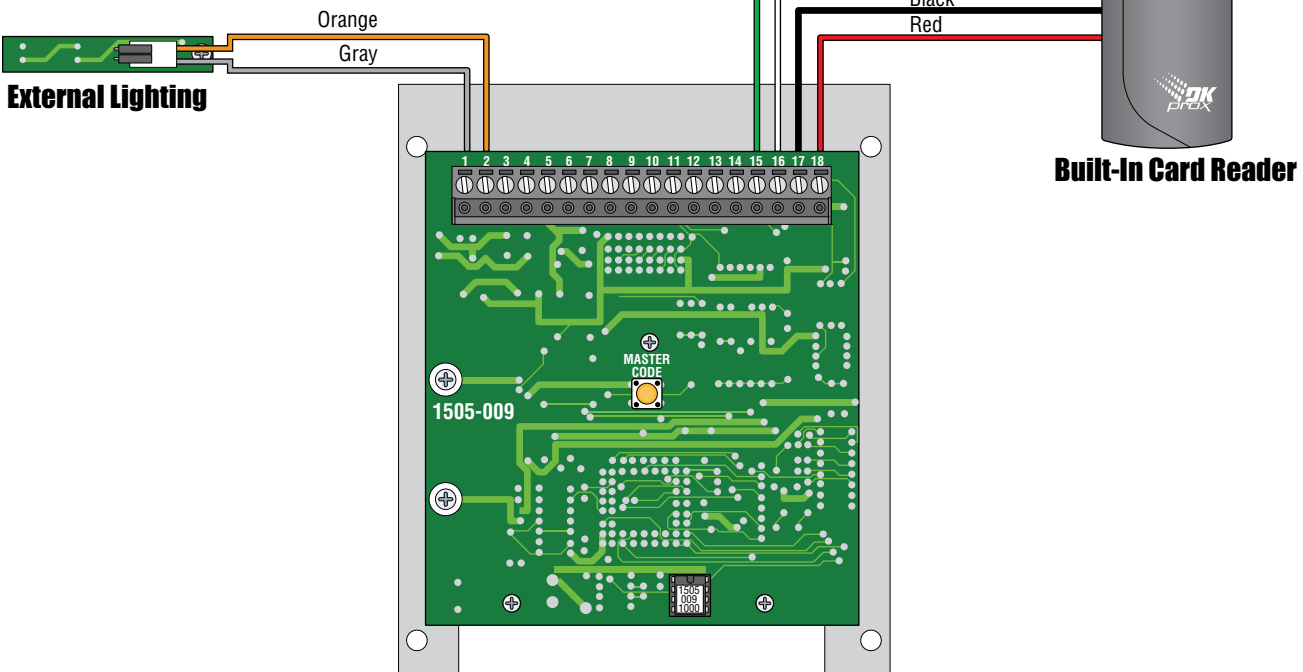 Black
Orange
Red
Gray
External Lighting
DK
prox
Built-In Card Reader
1 2 3 4 5 6 7 8 9 10 11 12 13 14 15 16 17 18
MASTER
CODE
1505-009
1505
009
1000